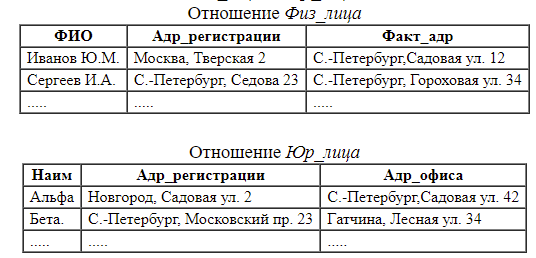 Отношение Физ_лица
ФИО Адр_регистрации Факт_адр
Иванов Ю.М. Москва, Тверская 2 С.-Петербург,Садовая ул. 12
Сергеев И.А. С.-Петербург, Седова 23 С.-Петербург, Гороховая ул. 34
..... ..... .....
Отношение Юр_лица
Наим Адр_регистрации Адр_офиса
Альфа Новгород, Садовая ул. 2 С.-Петербург,Садовая ул. 42
Бета. С.-Петербург, Московский пр. 23 Гатчина, Лесная ул. 34
..... ..... .....